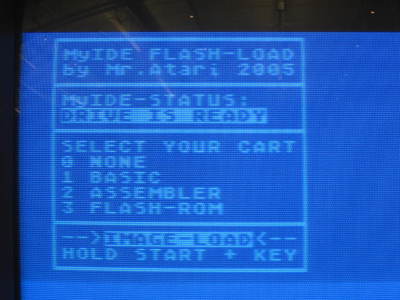 MyIDE FLASH-LOAD
by Mr.Atari 2005
MyIDE-STATUS:
DRIVE IS READY
SELECT YOUR CART
0 NONE
1 BASIC
2 ASSEMBLER
3 FLASH-ROM
-->IMAGE-LOAD<--
HOLD START + KEY